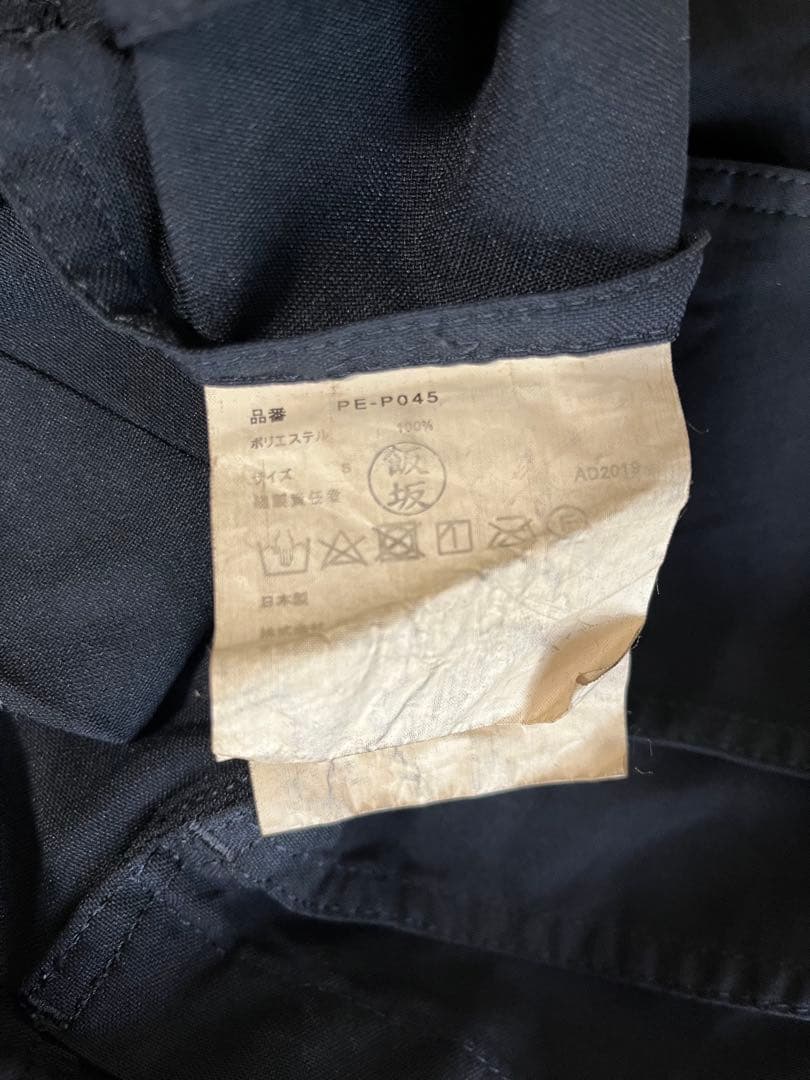 品番 PE-P045
ポリエステル 100%
サイズ S
飯坂
AD2019
縫製責任者
日本製
株式会社